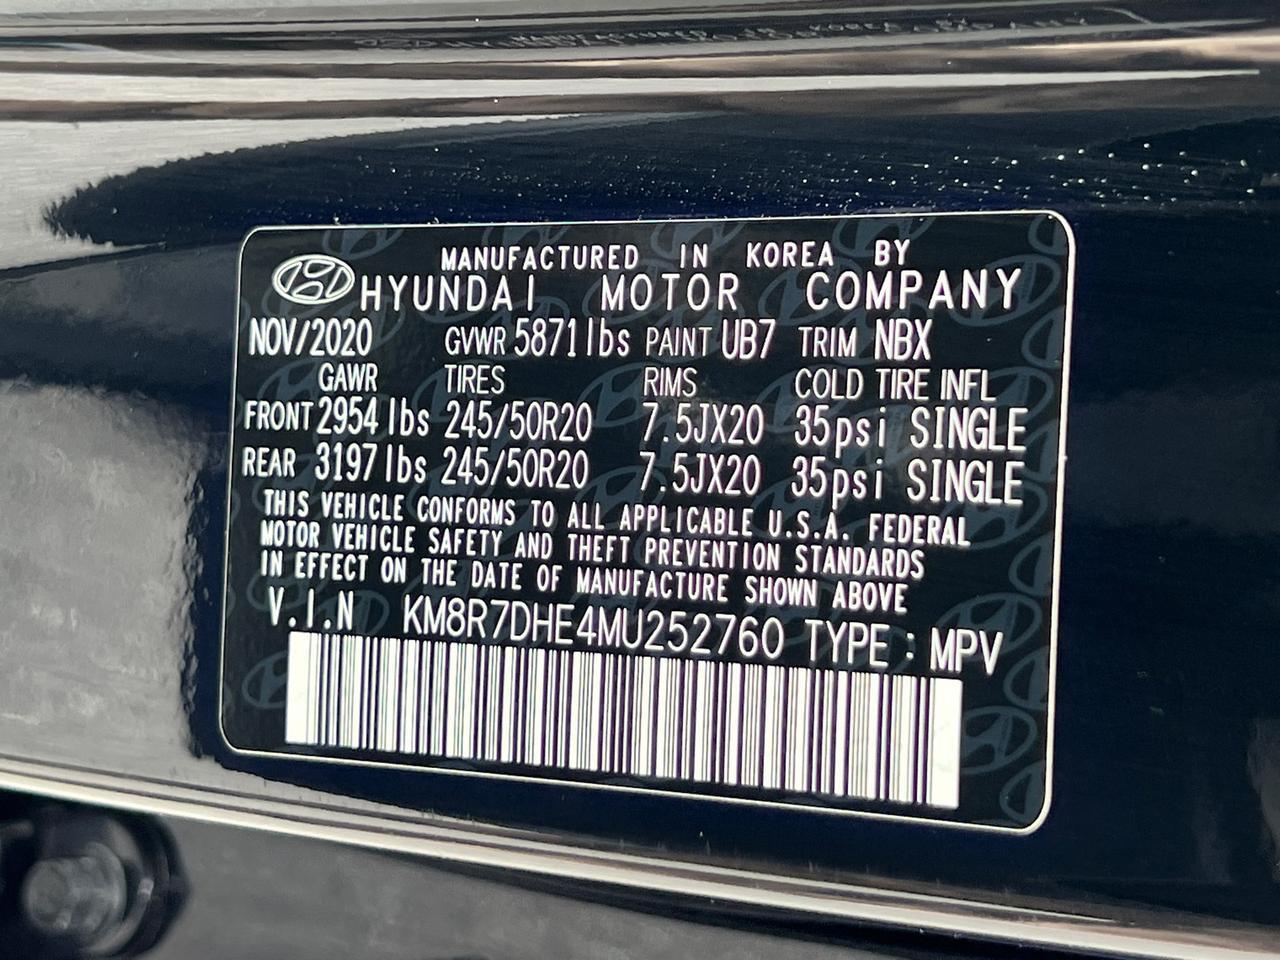 MANUFACTURED IN KOREA BY
HYUNDAI MOTOR COMPANY
NOV/2020 GVWR 5871lbs PAINT UB7 TRIM NBX
GAWR TIRES RIMS COLD TIRE INFL
FRONT 2954 lbs 245/50R20 7.5JX20 35psi SINGLE
REAR 3197 lbs 245/50R20 7.5JX20 35psi SINGLE
THIS VEHICLE CONFORMS TO ALL APPLICABLE U.S.A. FEDERAL
MOTOR VEHICLE SAFETY AND THEFT PREVENTION STANDARDS
IN EFFECT ON THE DATE OF MANUFACTURE SHOWN ABOVE
V.I.N KM8R7DHE4MU252760 TYPE : MPV